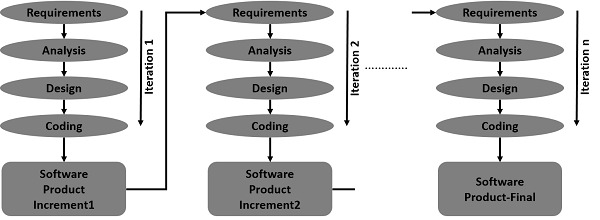 Requirements
Analysis
Design
Coding
Software
Product
Increment1
Iteration 1
Requirements
Analysis
Design
Coding
Software
Product
Increment2
Iteration 2
.............
Requirements
Analysis
Design
Coding
Software
Product-Final
Iteration n